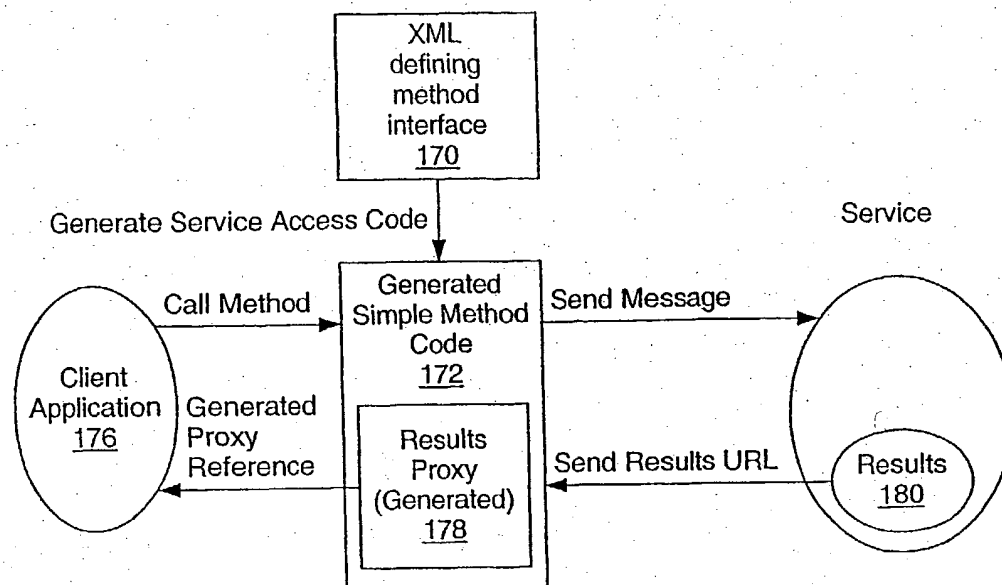 XML
defining
method
interface
170
Generate Service Access Code
Service
Call Method
Generated
Simple Method
Code
172
Send Message
Client
Application
176
Generated
Proxy
Reference
Results
Proxy
(Generated)
178
Send Results URL
Results
180